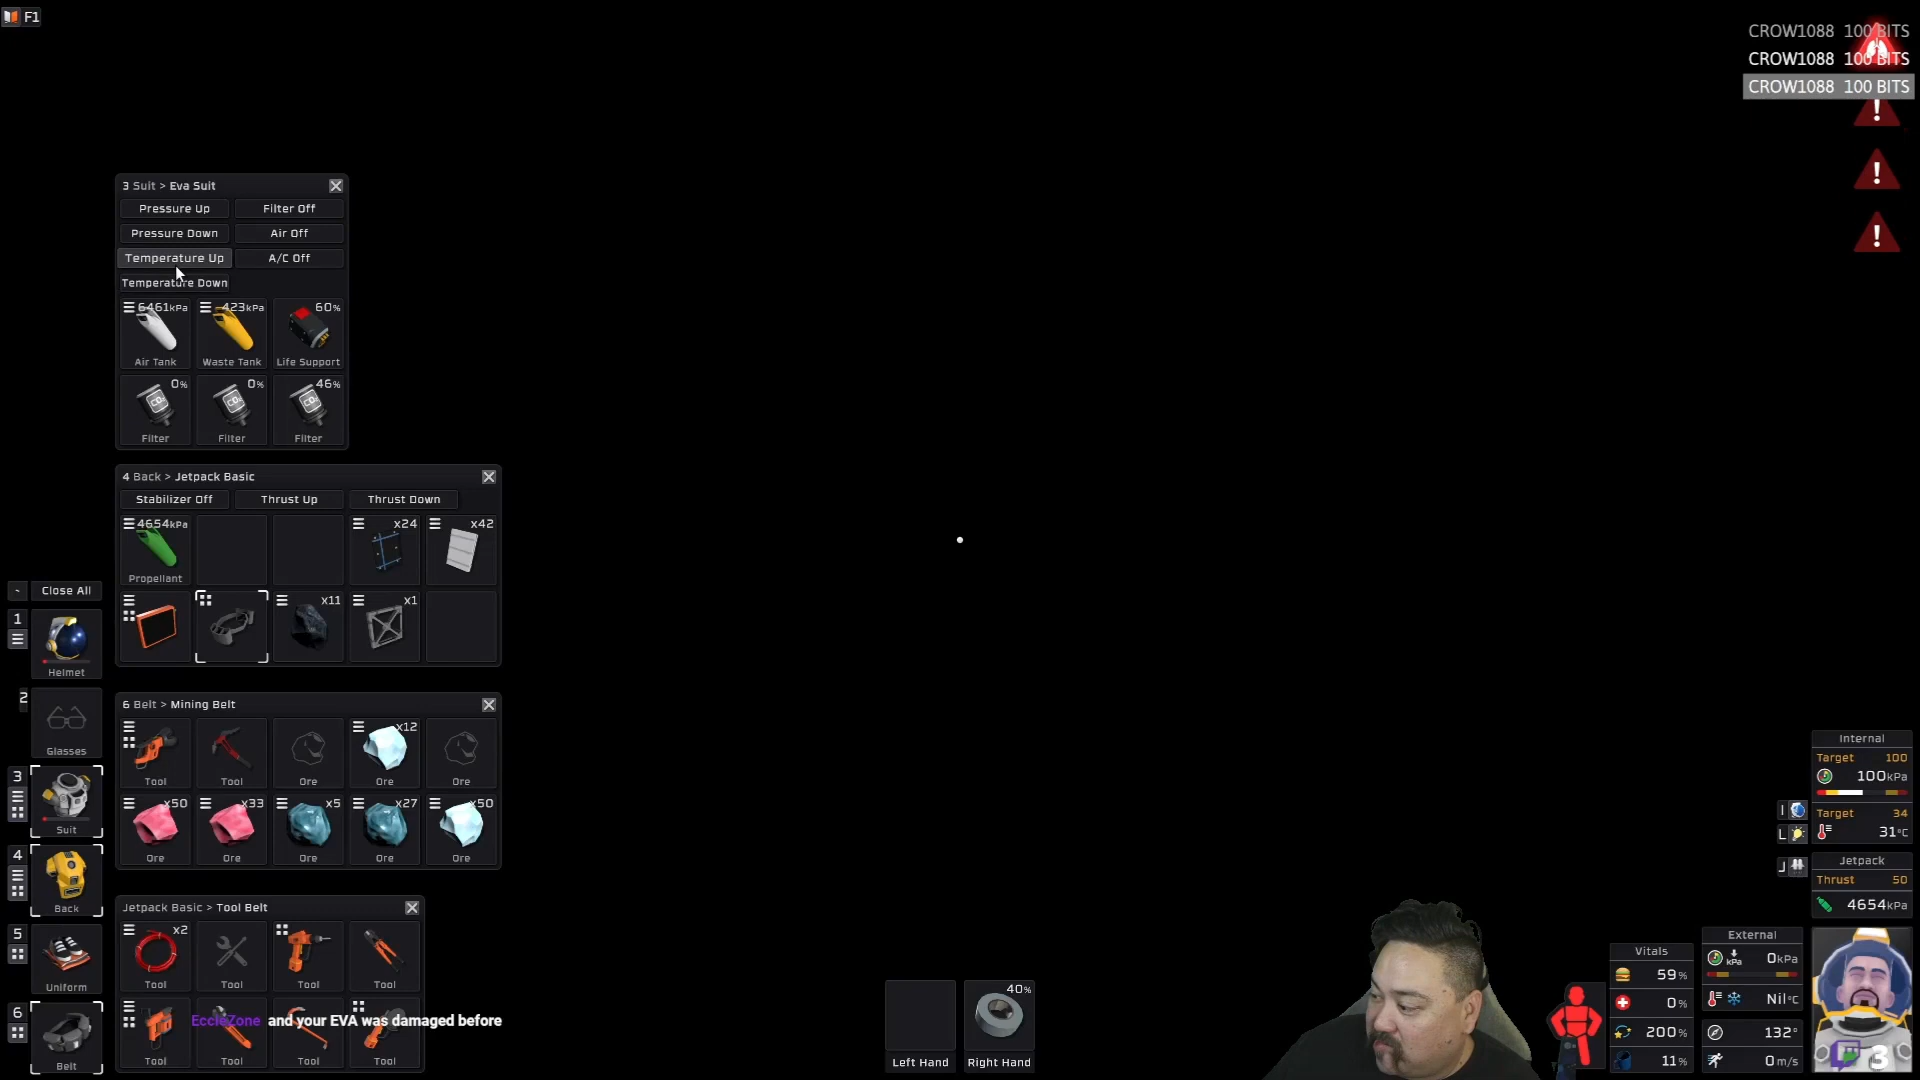 F1
CROW1088 100 BITS
CROW1088 100 BITS
CROW1088 100 BITS
3 Suit > Eva Suit
Pressure Up Filter Off
Pressure Down Air Off
Temperature Up A/C Off
Temperature Down
6461kPa 423kPa 60%
Air Tank Waste Tank Life Support
0% 0% 46%
CO₂ CO₂ CO₂
Filter Filter Filter
4 Back > Jetpack Basic
Stabilizer Off Thrust Up Thrust Down
4654kPa x24 x42
Propellant
x11 x1
~ Close All
1
Helmet
2
Glasses
3
Suit
4
Back
5
Uniform
6
Belt
6 Belt > Mining Belt
x12
Tool Tool Ore Ore Ore
x50 x33 x5 x27 x50
Ore Ore Ore Ore Ore
Jetpack Basic > Tool Belt
x2
Tool Tool Tool Tool
EccleZone and your EVA was damaged before
Tool Tool Tool Tool
40%
Left Hand Right Hand
Internal
Target 100
100kPa
Target 34
31°C
I
L
J
Jetpack
Thrust 50
4654kPa
Vitals
59%
0%
200%
11%
External
kPa 0kPa
Nil°C
132°
0m/s
3